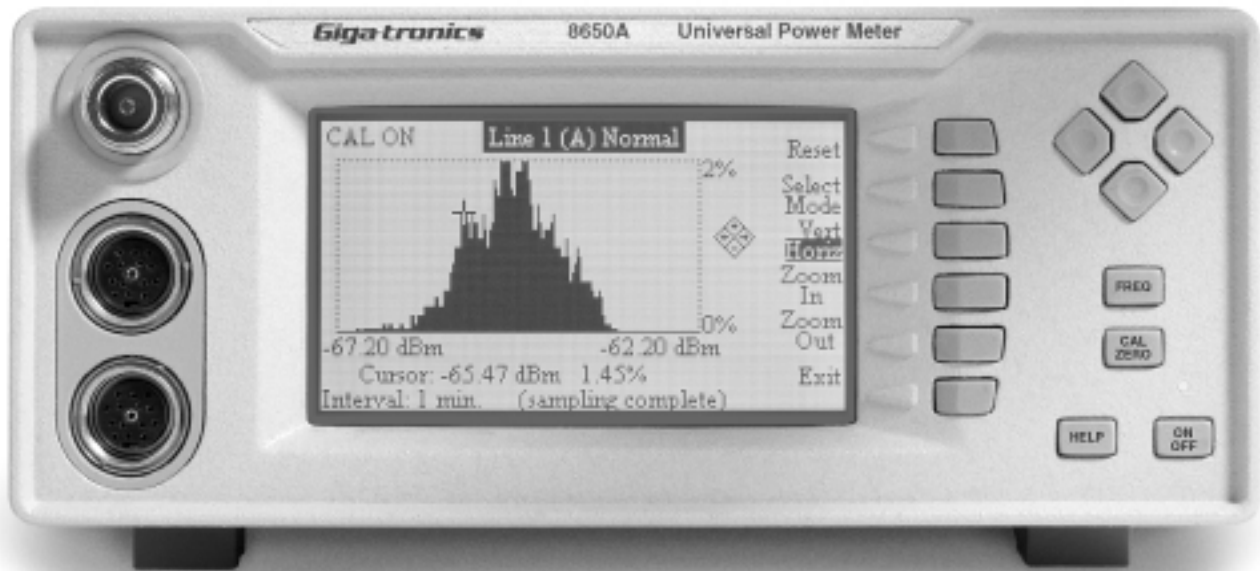 Giga-tronics 8650A Universal Power Meter
CAL ON
Line 1 (A) Normal
2%
0%
-67.20 dBm
-62.20 dBm
Cursor: -65.47 dBm 1.45%
Interval: 1 min. (sampling complete)
Reset
Select
Mode
Vert
Horz
Zoom
In
Zoom
Out
Exit
FREQ
CAL
ZERO
HELP
ON
OFF